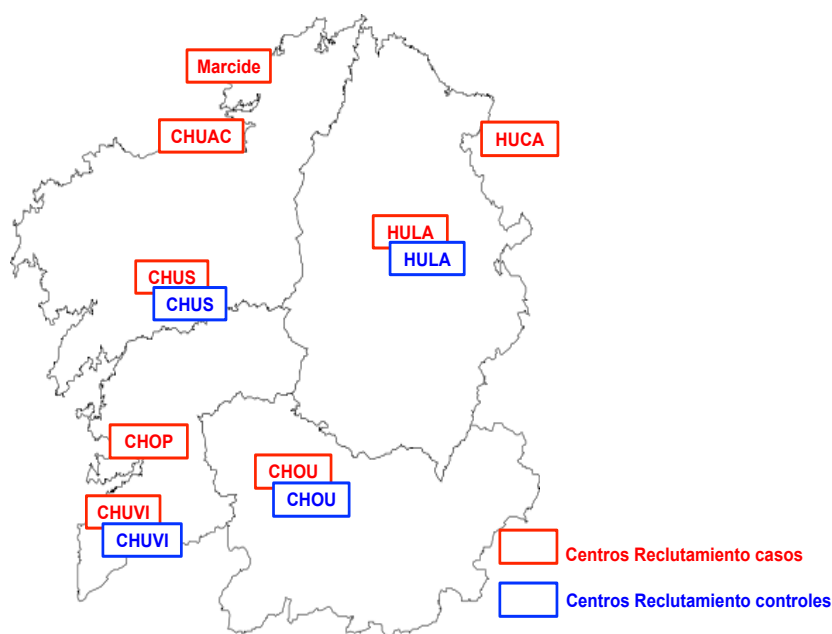 Marcide
CHUAC
HUCA
HULA
HULA
CHUS
CHUS
CHOP
CHOU
CHOU
CHUVI
CHUVI
Centros Reclutamiento casos
Centros Reclutamiento controles